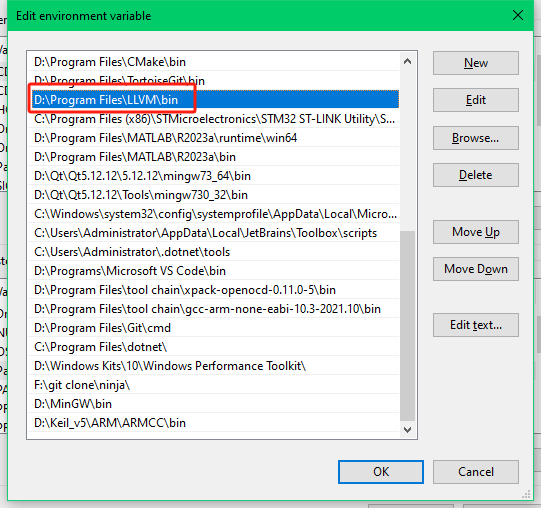 Edit environment variable
D:\Program Files\CMake\bin
D:\Program Files\TortoiseGit\bin
D:\Program Files\LLVM\bin
C:\Program Files (x86)\STMicroelectronics\STM32 ST-LINK Utility\S...
D:\Program Files\MATLAB\R2023a\runtime\win64
D:\Program Files\MATLAB\R2023a\bin
D:\Qt\Qt5.12.12\5.12.12\mingw73_64\bin
D:\Qt\Qt5.12.12\Tools\mingw730_32\bin
C:\Windows\system32\config\systemprofile\AppData\Local\Micro...
C:\Users\Administrator\AppData\Local\JetBrains\Toolbox\scripts
C:\Users\Administrator\.dotnet\tools
D:\Programs\Microsoft VS Code\bin
D:\Program Files\tool chain\xpack-openocd-0.11.0-5\bin
D:\Program Files\tool chain\gcc-arm-none-eabi-10.3-2021.10\bin
D:\Program Files\Git\cmd
C:\Program Files\dotnet\
D:\Windows Kits\10\Windows Performance Toolkit\
F:\git clone\ninja\
D:\MinGW\bin
D:\Keil_v5\ARM\ARMCC\bin
New
Edit
Browse...
Delete
Move Up
Move Down
Edit text...
OK
Cancel